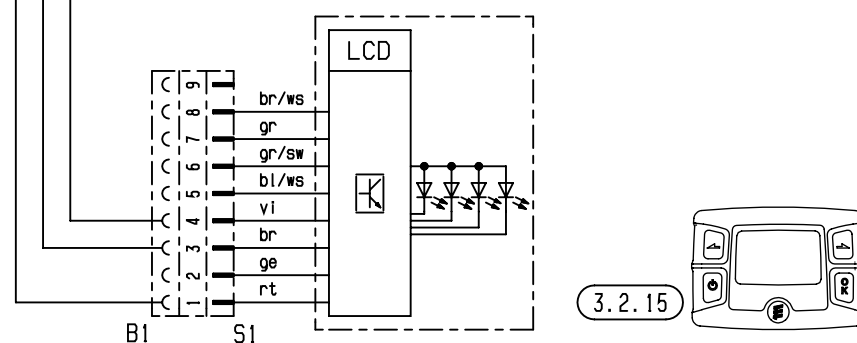 LCD
9
8 br/ws
7 gr
6 gr/sw
5 bl/ws
4 vi
3 br
2 ge
1 rt
B1 S1
3.2.15
OK